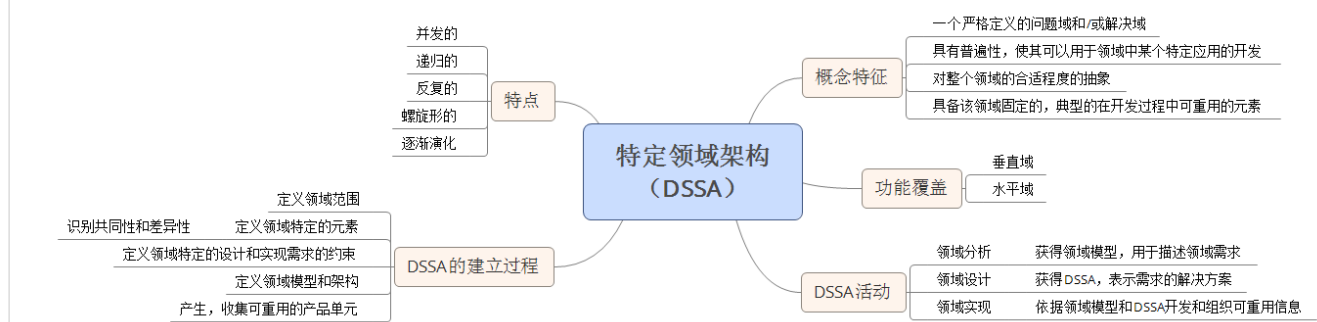 特定领域架构
（DSSA）
概念特征
一个严格定义的问题域和/或解决域
具有普遍性，使其可以用于领域中某个特定应用的开发
对整个领域的合适程度的抽象
具备该领域固定的，典型的在开发过程中可重用的元素
功能覆盖
垂直域
水平域
DSSA活动
领域分析 获得领域模型，用于描述领域需求
领域设计 获得DSSA，表示需求的解决方案
领域实现 依据领域模型和DSSA开发和组织可重用信息
特点
并发的
递归的
反复的
螺旋形的
逐渐演化
DSSA的建立过程
定义领域范围
识别共同性和差异性 定义领域特定的元素
定义领域特定的设计和实现需求的约束
定义领域模型和架构
产生，收集可重用的产品单元